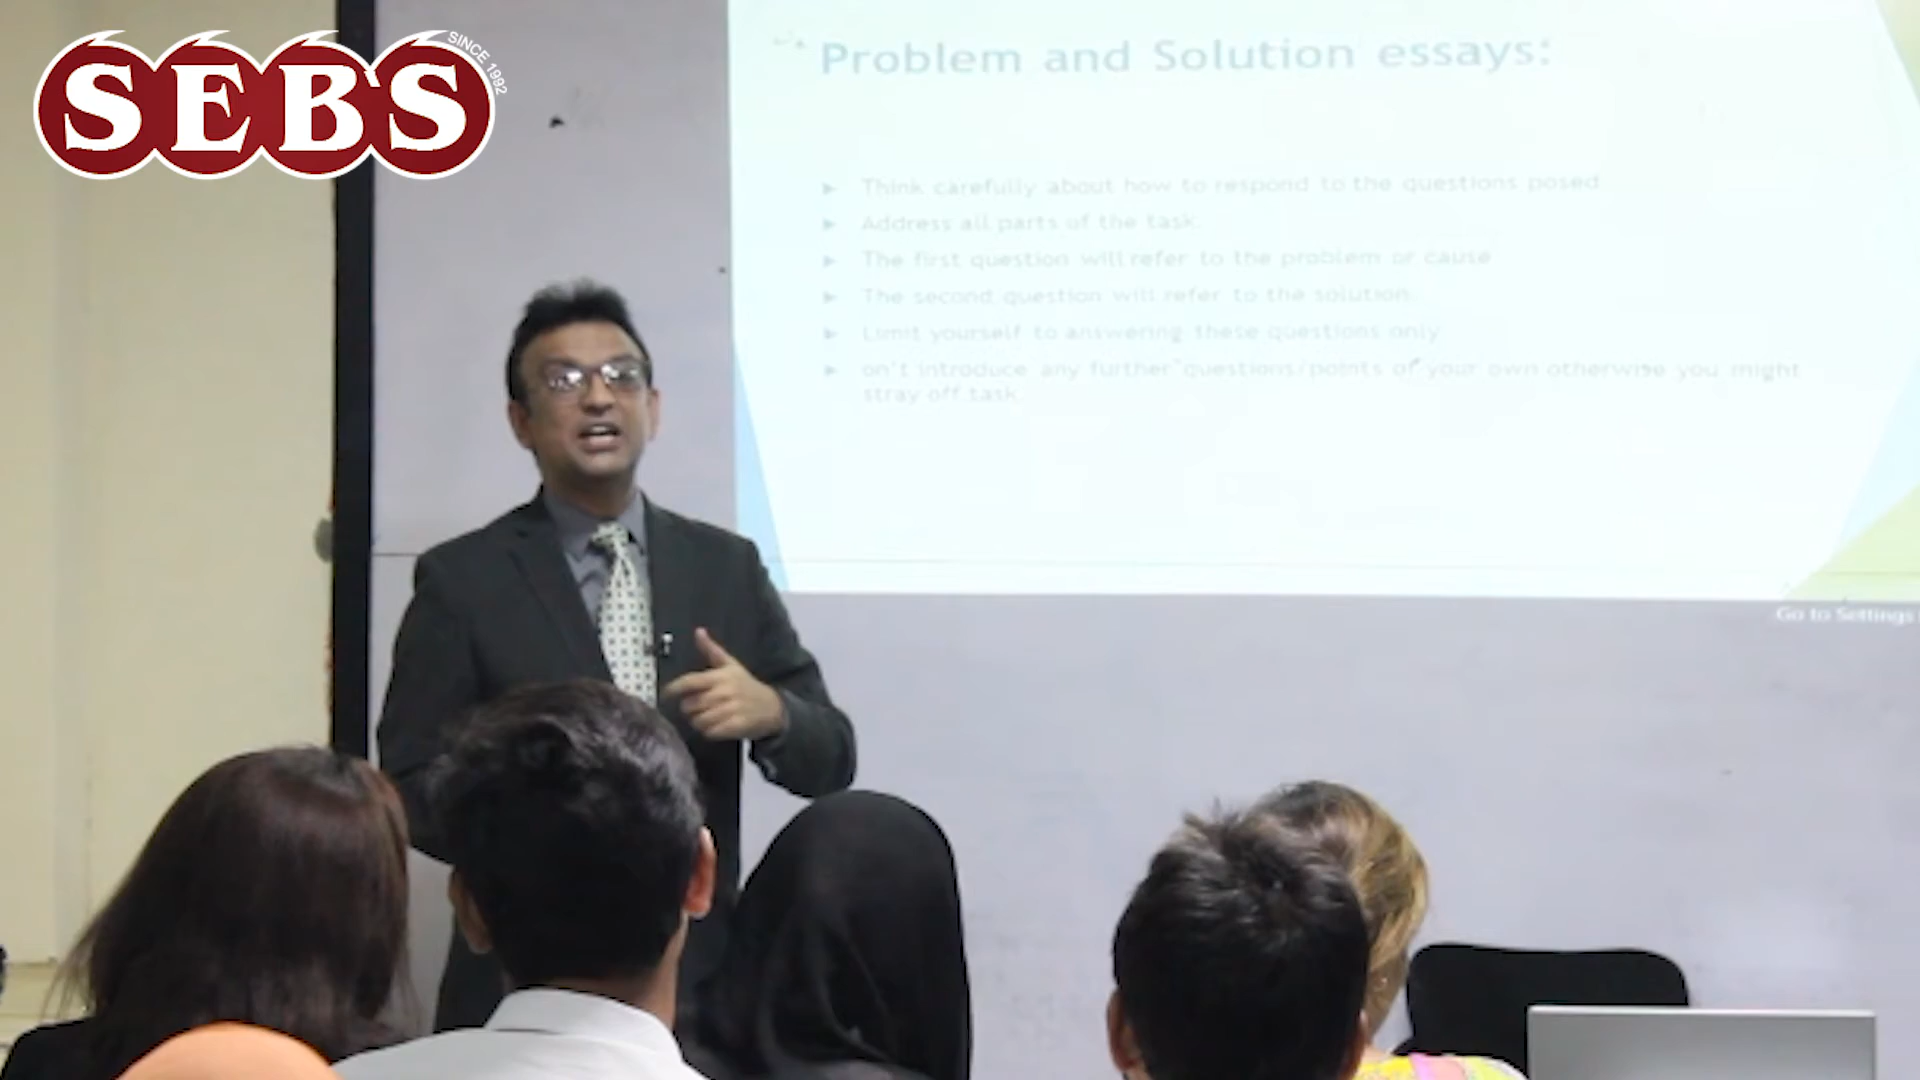 SEB'S
SINCE 1992
Problem and Solution essays:
Think carefully about how to respond to the questions posed
Address all parts of the task
The first question will refer to the problem or cause
The second question will refer to the solution
Limit yourself to answering these questions only
on't introduce any further questions/points of your own otherwise you might
stray off task
Go to Settings